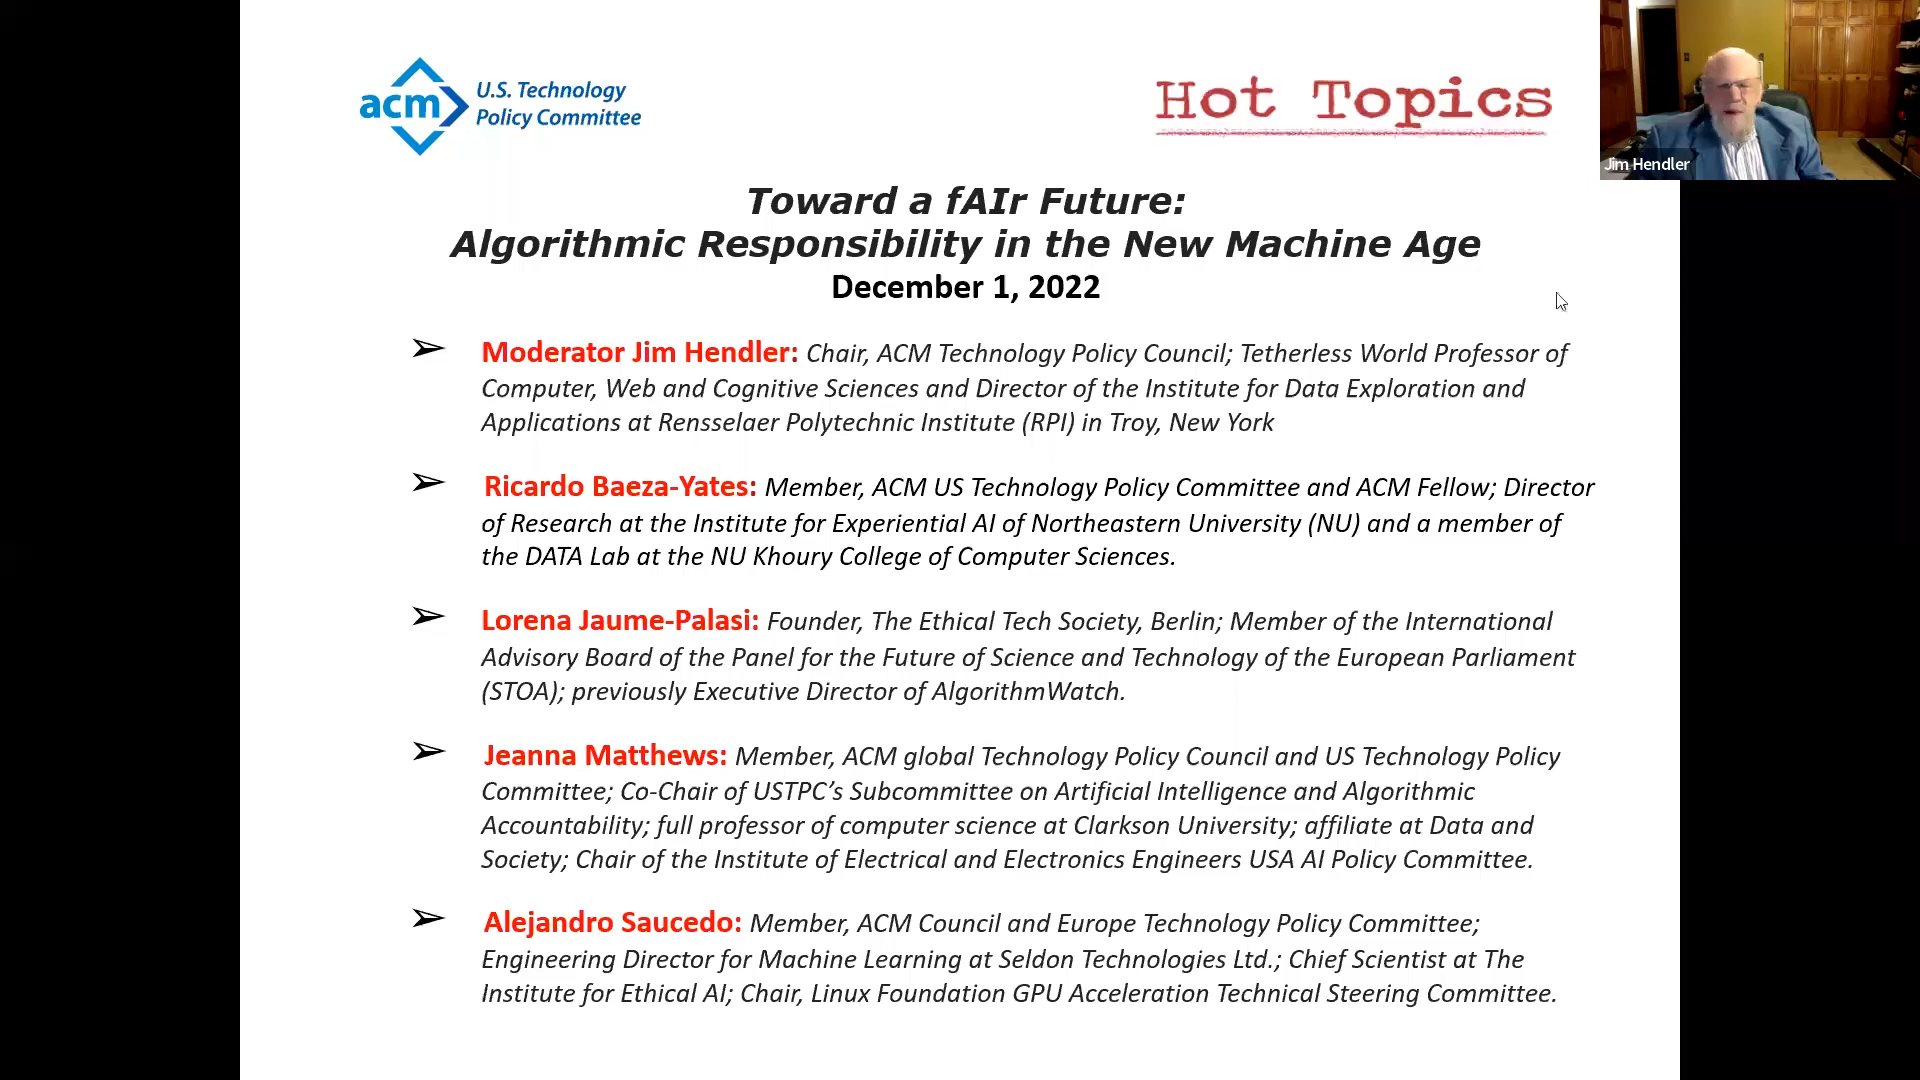 acm
U.S. Technology
Policy Committee
Hot Topics
Jim Hendler
Toward a fAIr Future:
Algorithmic Responsibility in the New Machine Age
December 1, 2022
➢ Moderator Jim Hendler: Chair, ACM Technology Policy Council; Tetherless World Professor of
Computer, Web and Cognitive Sciences and Director of the Institute for Data Exploration and
Applications at Rensselaer Polytechnic Institute (RPI) in Troy, New York
➢ Ricardo Baeza-Yates: Member, ACM US Technology Policy Committee and ACM Fellow; Director
of Research at the Institute for Experiential AI of Northeastern University (NU) and a member of
the DATA Lab at the NU Khoury College of Computer Sciences.
➢ Lorena Jaume-Palasi: Founder, The Ethical Tech Society, Berlin; Member of the International
Advisory Board of the Panel for the Future of Science and Technology of the European Parliament
(STOA); previously Executive Director of AlgorithmWatch.
➢ Jeanna Matthews: Member, ACM global Technology Policy Council and US Technology Policy
Committee; Co-Chair of USTPC’s Subcommittee on Artificial Intelligence and Algorithmic
Accountability; full professor of computer science at Clarkson University; affiliate at Data and
Society; Chair of the Institute of Electrical and Electronics Engineers USA AI Policy Committee.
➢ Alejandro Saucedo: Member, ACM Council and Europe Technology Policy Committee;
Engineering Director for Machine Learning at Seldon Technologies Ltd.; Chief Scientist at The
Institute for Ethical AI; Chair, Linux Foundation GPU Acceleration Technical Steering Committee.